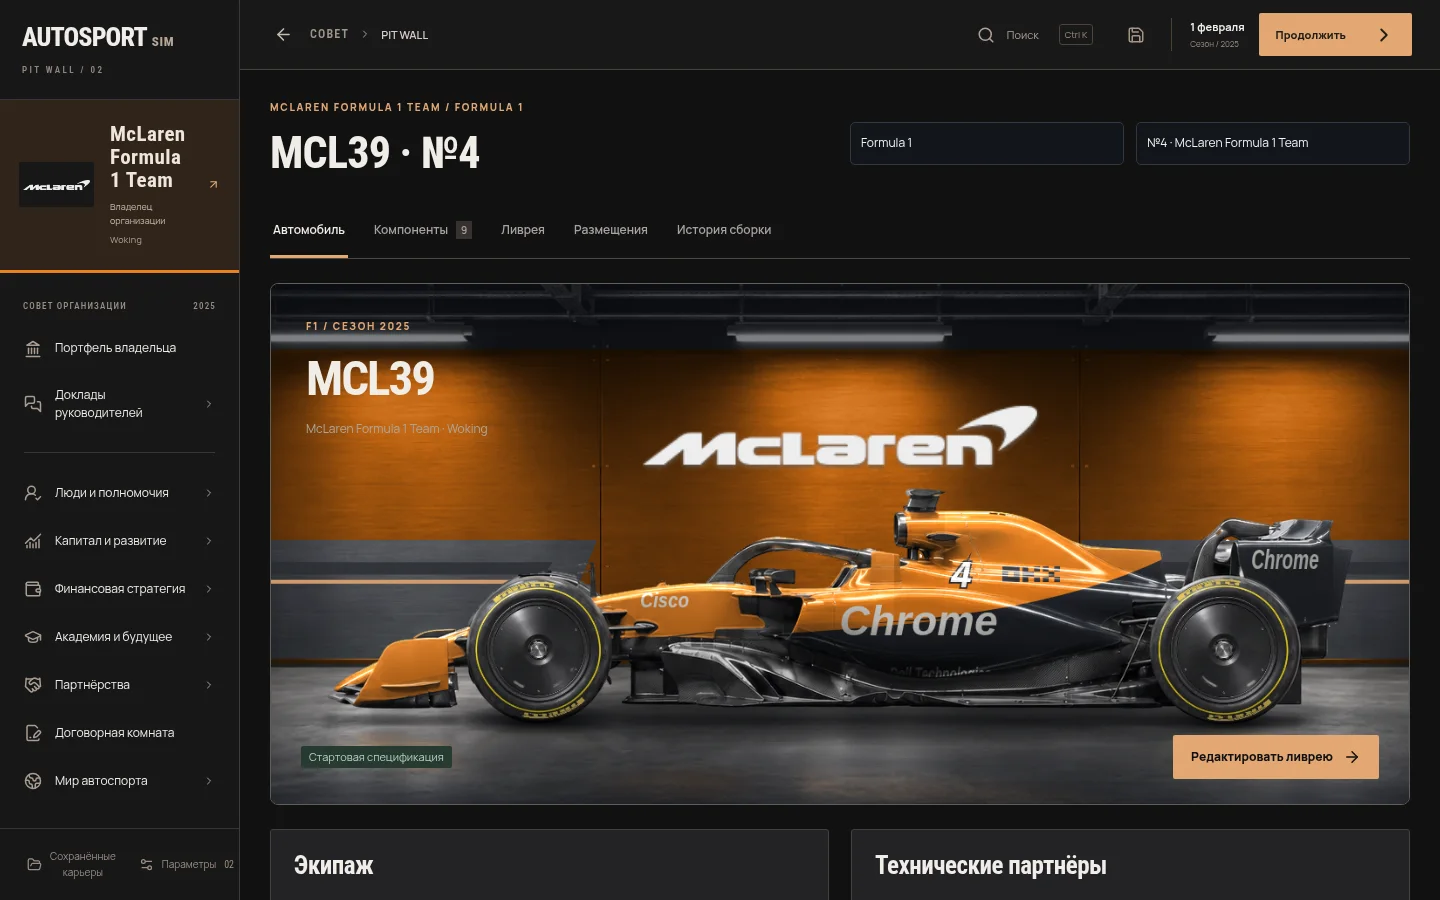 AUTOSPORT SIM
PIT WALL / 02
McLaren
McLaren
Formula
1 Team
Владелец
организации
Woking
СОВЕТ ОРГАНИЗАЦИИ 2025
Портфель владельца
Доклады
руководителей
Люди и полномочия
Капитал и развитие
Финансовая стратегия
Академия и будущее
Партнёрства
Договорная комната
Мир автоспорта
Сохранённые
карьеры
Параметры 02
СОВЕТ PIT WALL
Поиск Ctrl K
1 февраля
Сезон / 2025
Продолжить
MCLAREN FORMULA 1 TEAM / FORMULA 1
MCL39 · №4
Formula 1
№4 · McLaren Formula 1 Team
Автомобиль
Компоненты 9
Ливрея
Размещения
История сборки
F1 / СЕЗОН 2025
MCL39
McLaren Formula 1 Team · Woking
McLaren
Chrome
4
Cisco
Chrome
Dell Technologies
Стартовая спецификация
Редактировать ливрею
Экипаж
Технические партнёры